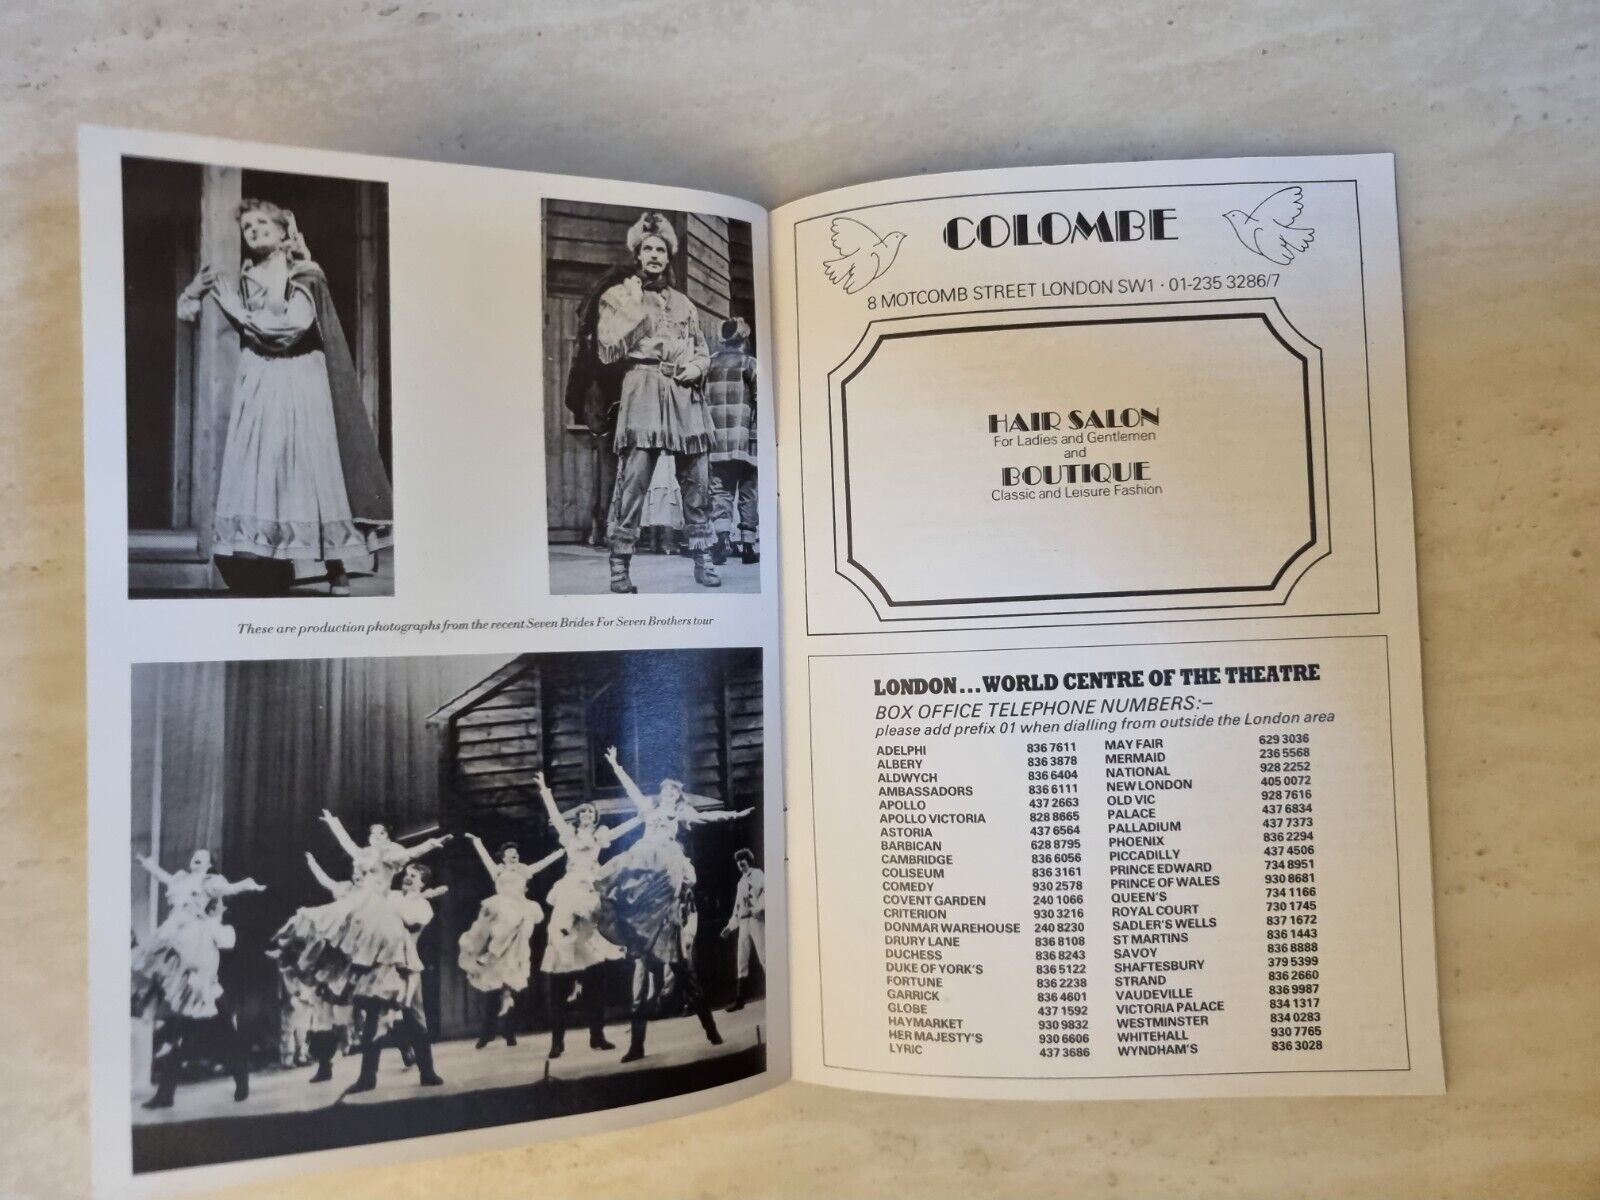 These are production photographs from the recent Seven Brides For Seven Brothers tour
COLOMBE
8 MOTCOMB STREET LONDON SW1 · 01-235 3286/7
HAIR SALON
For Ladies and Gentlemen
and
BOUTIQUE
Classic and Leisure Fashion
LONDON...WORLD CENTRE OF THE THEATRE
BOX OFFICE TELEPHONE NUMBERS:–
please add prefix 01 when dialling from outside the London area
ADELPHI 836 7611 MAY FAIR 629 3036
ALBERY 836 3878 MERMAID 236 5568
ALDWYCH 836 6404 NATIONAL 928 2252
AMBASSADORS 836 6111 NEW LONDON 405 0072
APOLLO 437 2663 OLD VIC 928 7616
APOLLO VICTORIA 828 8665 PALACE 437 6834
ASTORIA 437 6564 PALLADIUM 437 7373
BARBICAN 628 8795 PHOENIX 836 2294
CAMBRIDGE 836 6056 PICCADILLY 437 4506
COLISEUM 836 3161 PRINCE EDWARD 734 8951
COMEDY 930 2578 PRINCE OF WALES 930 8681
COVENT GARDEN 240 1066 QUEEN'S 734 1166
CRITERION 930 3216 ROYAL COURT 730 1745
DONMAR WAREHOUSE 240 8230 SADLER'S WELLS 837 1672
DRURY LANE 836 8108 ST MARTINS 836 1443
DUCHESS 836 8243 SAVOY 836 8888
DUKE OF YORK'S 836 5122 SHAFTESBURY 379 5399
FORTUNE 836 2238 STRAND 836 2660
GARRICK 836 4601 VAUDEVILLE 836 9987
GLOBE 437 1592 VICTORIA PALACE 834 1317
HAYMARKET 930 9832 WESTMINSTER 834 0283
HER MAJESTY'S 930 6606 WHITEHALL 930 7765
LYRIC 437 3686 WYNDHAM'S 836 3028